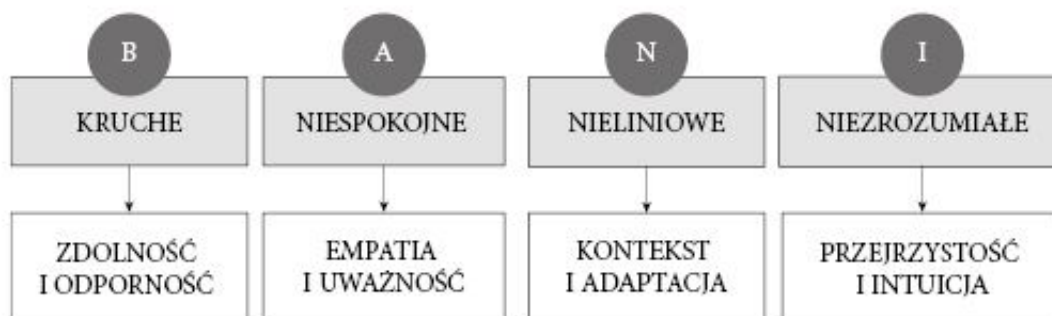 B
A
N
I
KRUCHE
NIESPOKOJNE
NIELINIOWE
NIEZROZUMIAŁE
ZDOLNOŚĆ
I ODPORNOŚĆ
EMPATIA
I UWAŻNOŚĆ
KONTEKST
I ADAPTACJA
PRZEJRZYSTOŚĆ
I INTUICJA